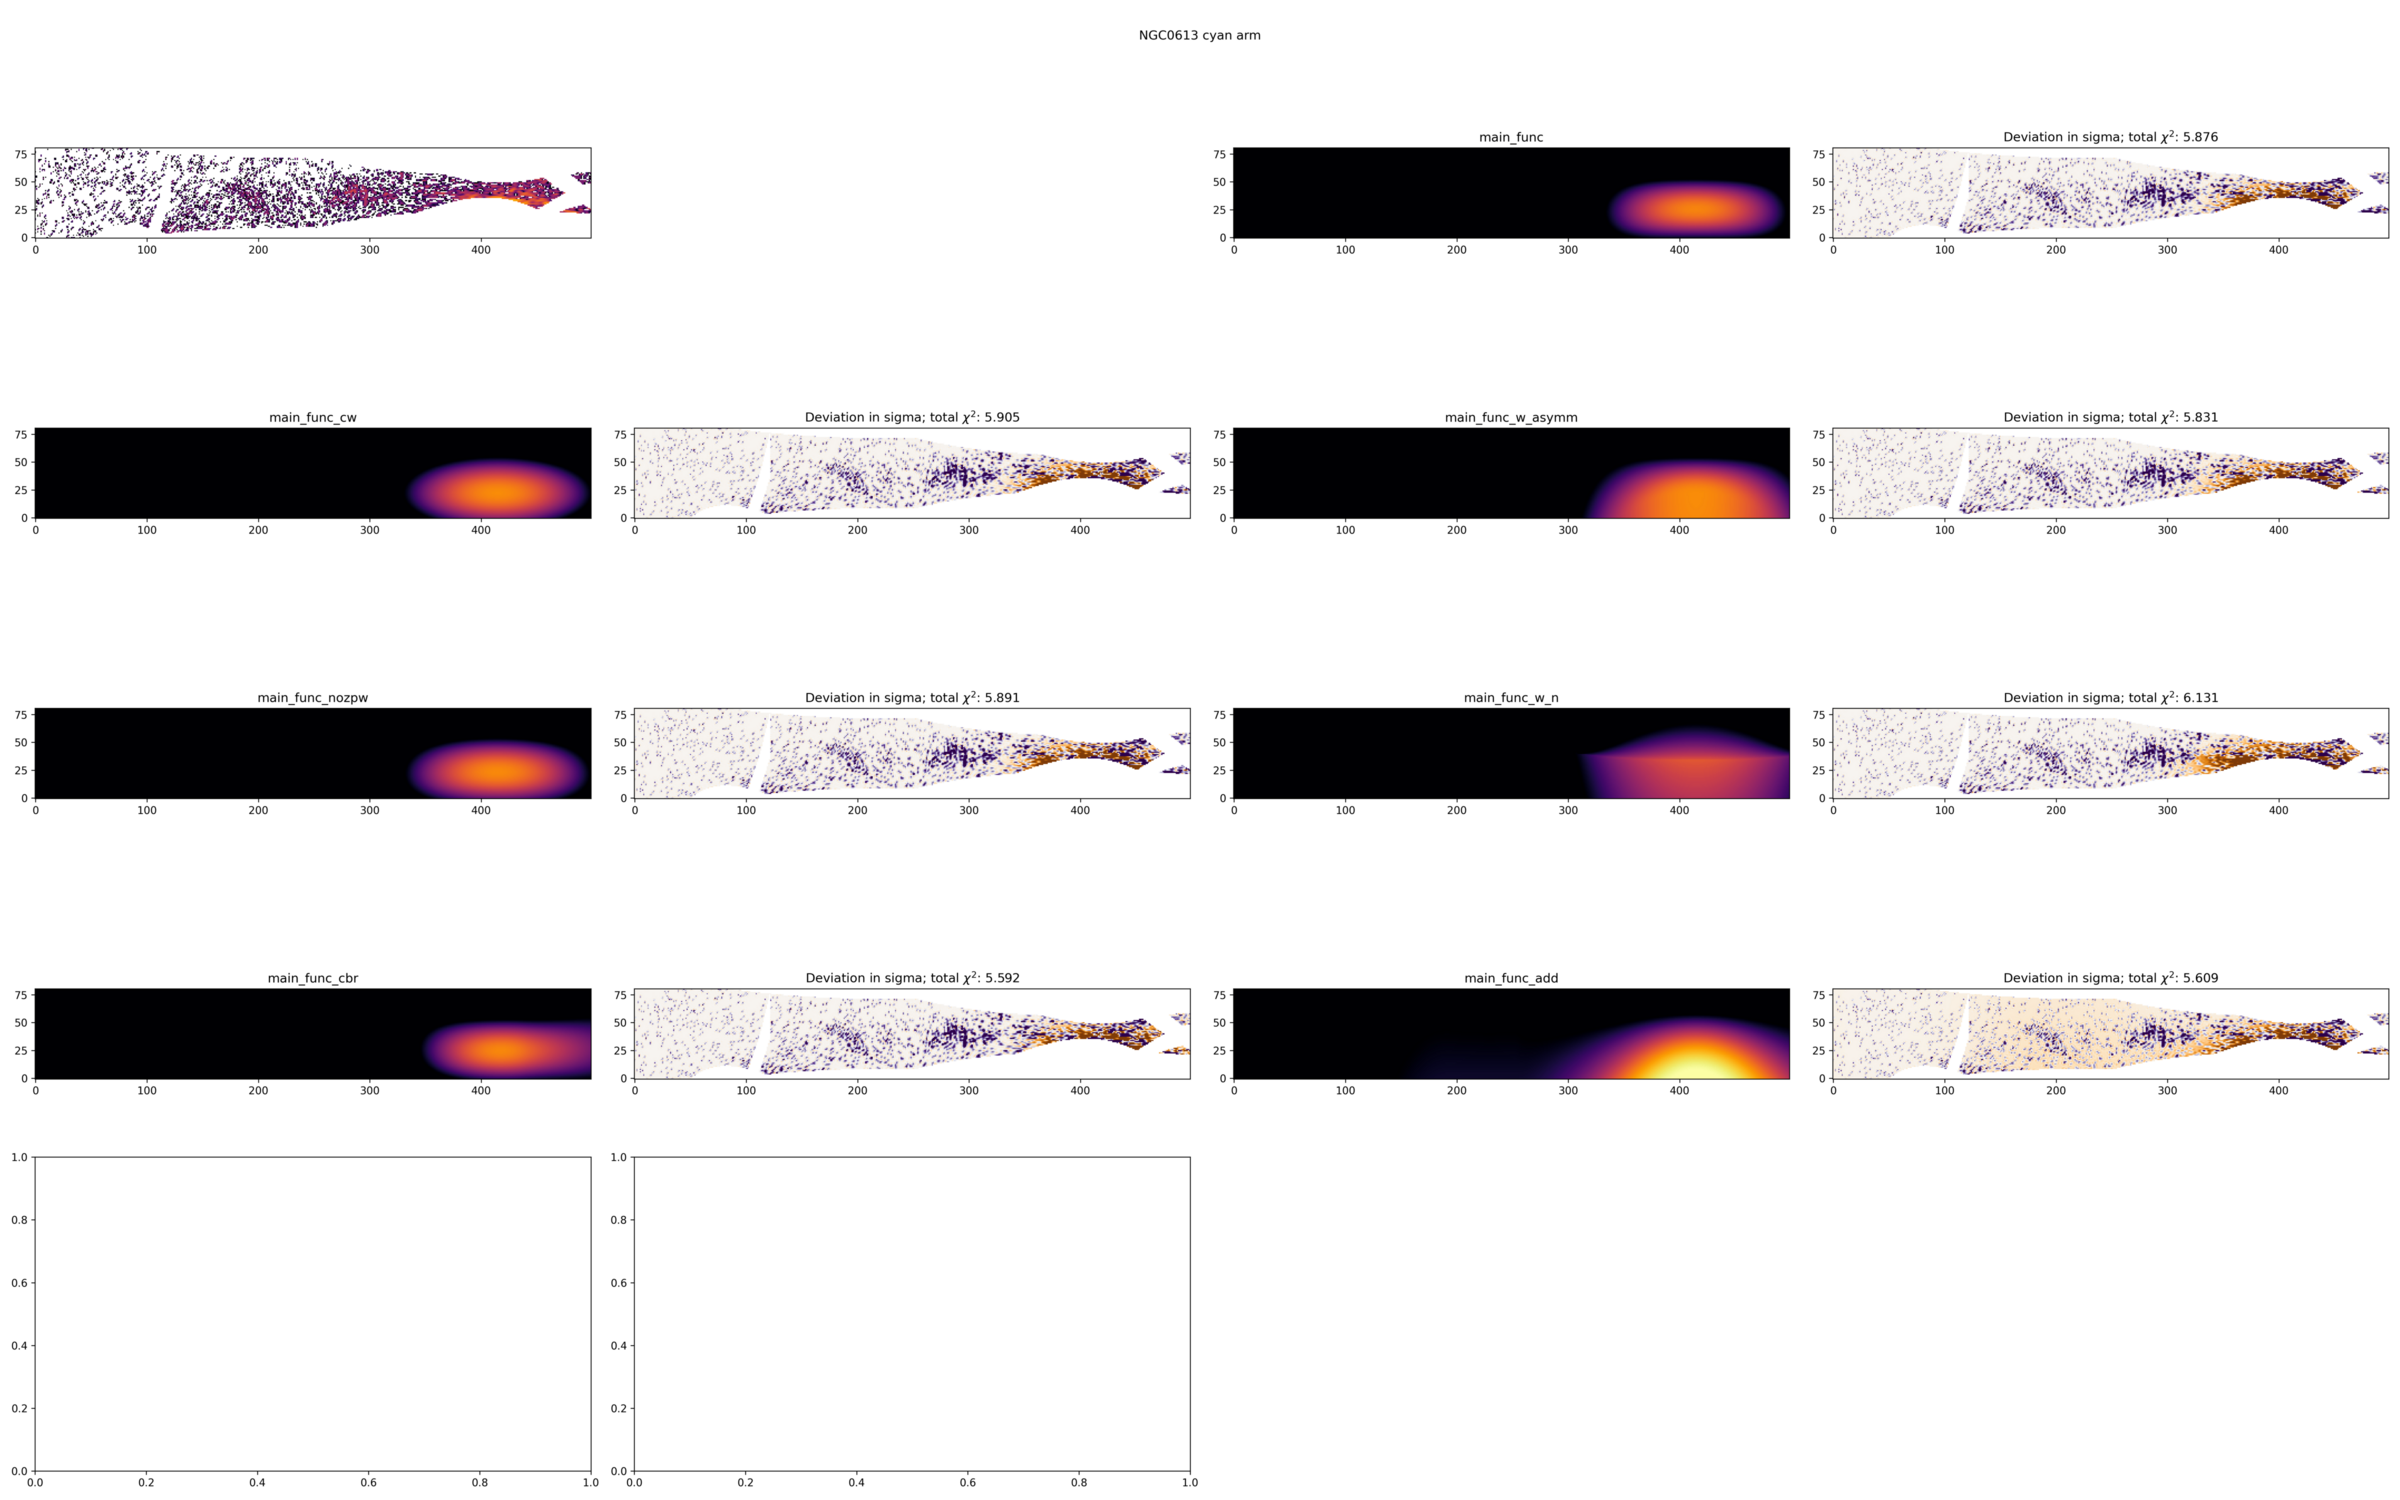 NGC0613 cyan arm
main_func
Deviation in sigma; total χ²: 5.876
75
50
25
0
0 100 200 300 400
75
50
25
0
0 100 200 300 400
75
50
25
0
0 100 200 300 400
main_func_cw
Deviation in sigma; total χ²: 5.905
main_func_w_asymm
Deviation in sigma; total χ²: 5.831
75
50
25
0
0 100 200 300 400
75
50
25
0
0 100 200 300 400
75
50
25
0
0 100 200 300 400
75
50
25
0
0 100 200 300 400
main_func_nozpw
Deviation in sigma; total χ²: 5.891
main_func_w_n
Deviation in sigma; total χ²: 6.131
75
50
25
0
0 100 200 300 400
75
50
25
0
0 100 200 300 400
75
50
25
0
0 100 200 300 400
75
50
25
0
0 100 200 300 400
main_func_cbr
Deviation in sigma; total χ²: 5.592
main_func_add
Deviation in sigma; total χ²: 5.609
75
50
25
0
0 100 200 300 400
75
50
25
0
0 100 200 300 400
75
50
25
0
0 100 200 300 400
75
50
25
0
0 100 200 300 400
1.0
0.8
0.6
0.4
0.2
0.0
0.0 0.2 0.4 0.6 0.8 1.0
1.0
0.8
0.6
0.4
0.2
0.0
0.0 0.2 0.4 0.6 0.8 1.0